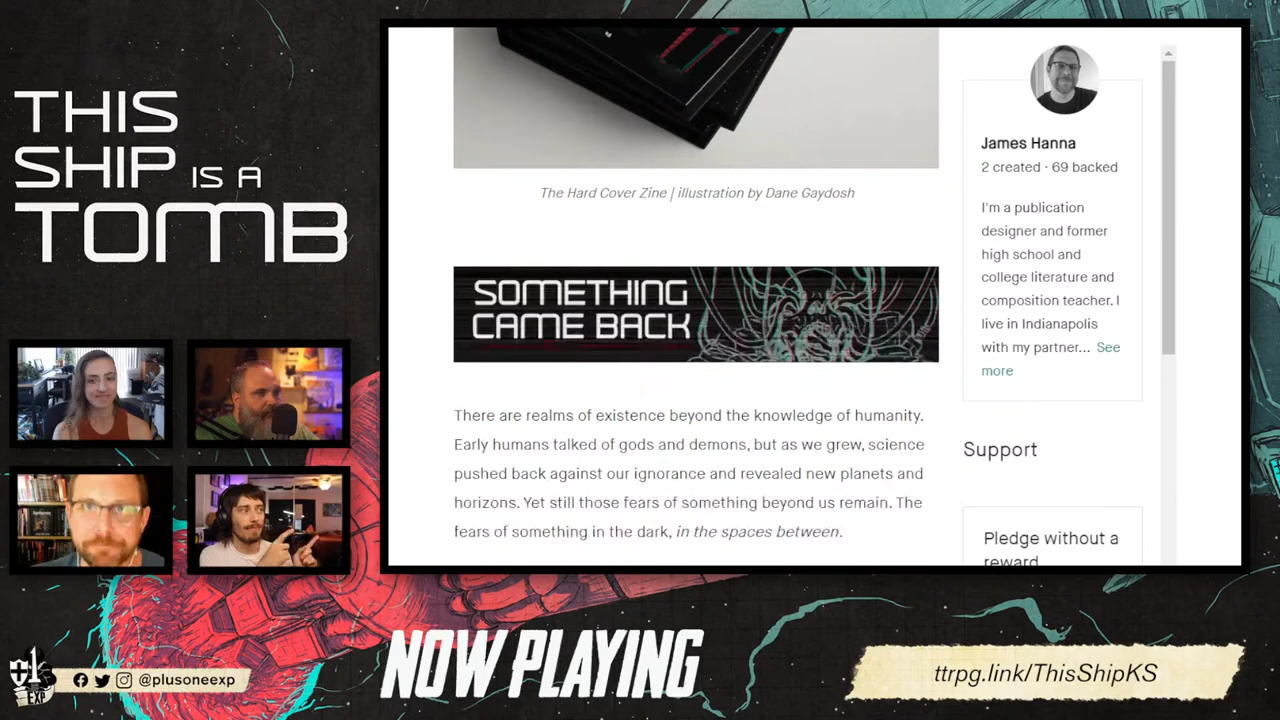 THIS
SHIP IS A
TOMB
The Hard Cover Zine | illustration by Dane Gaydosh
SOMETHING
CAME BACK
There are realms of existence beyond the knowledge of humanity.
Early humans talked of gods and demons, but as we grew, science
pushed back against our ignorance and revealed new planets and
horizons. Yet still those fears of something beyond us remain. The
fears of something in the dark, in the spaces between.
James Hanna
2 created · 69 backed
I'm a publication
designer and former
high school and
college literature and
composition teacher. I
live in Indianapolis
with my partner... See
more
Support
Pledge without a
reward
+1
EXP
@plusoneexp
NOW PLAYING
ttrpg.link/ThisShipKS